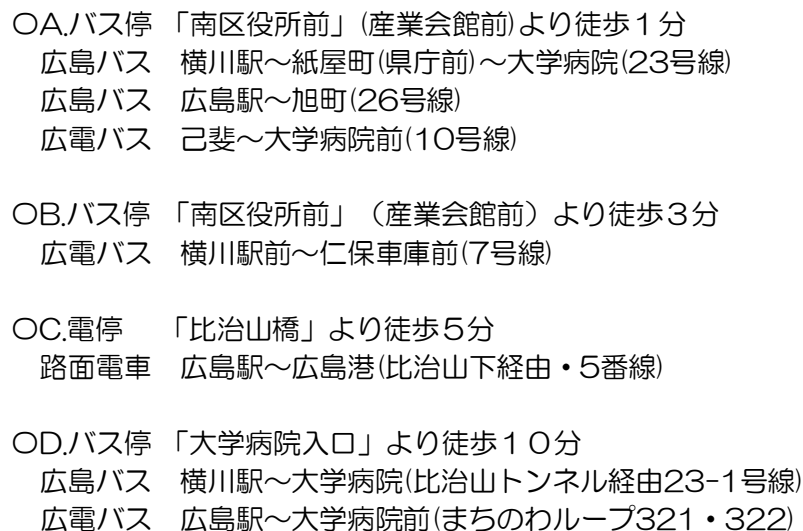 ○A.バス停 「南区役所前」(産業会館前)より徒歩１分
広島バス 横川駅～紙屋町(県庁前)～大学病院(23号線)
広島バス 広島駅～旭町(26号線)
広電バス 己斐～大学病院前(10号線)
○B.バス停 「南区役所前」（産業会館前）より徒歩３分
広電バス 横川駅前～仁保車庫前(7号線)
○C.電停 「比治山橋」より徒歩５分
路面電車 広島駅～広島港(比治山下経由・5番線)
○D.バス停 「大学病院入口」より徒歩１０分
広島バス 横川駅～大学病院(比治山トンネル経由23-1号線)
広電バス 広島駅～大学病院前(まちのわループ321・322)